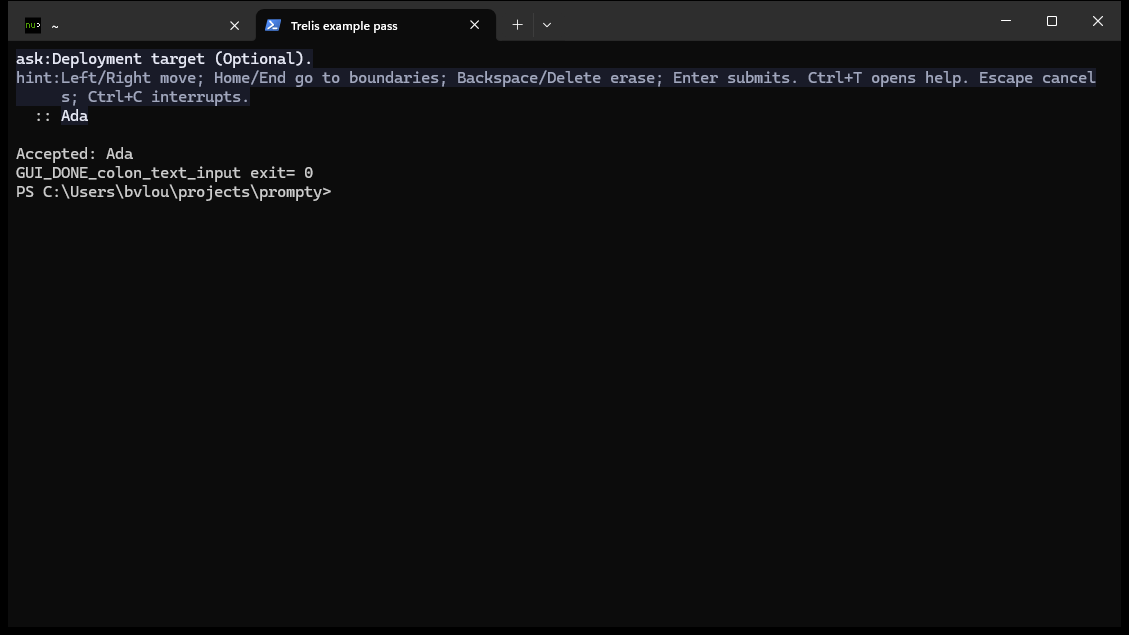 nu> ~
Trelis example pass
ask:Deployment target (Optional).
hint:Left/Right move; Home/End go to boundaries; Backspace/Delete erase; Enter submits. Ctrl+T opens help. Escape cancel
s; Ctrl+C interrupts.
:: Ada
Accepted: Ada
GUI_DONE_colon_text_input exit= 0
PS C:\Users\bvlou\projects\prompty>